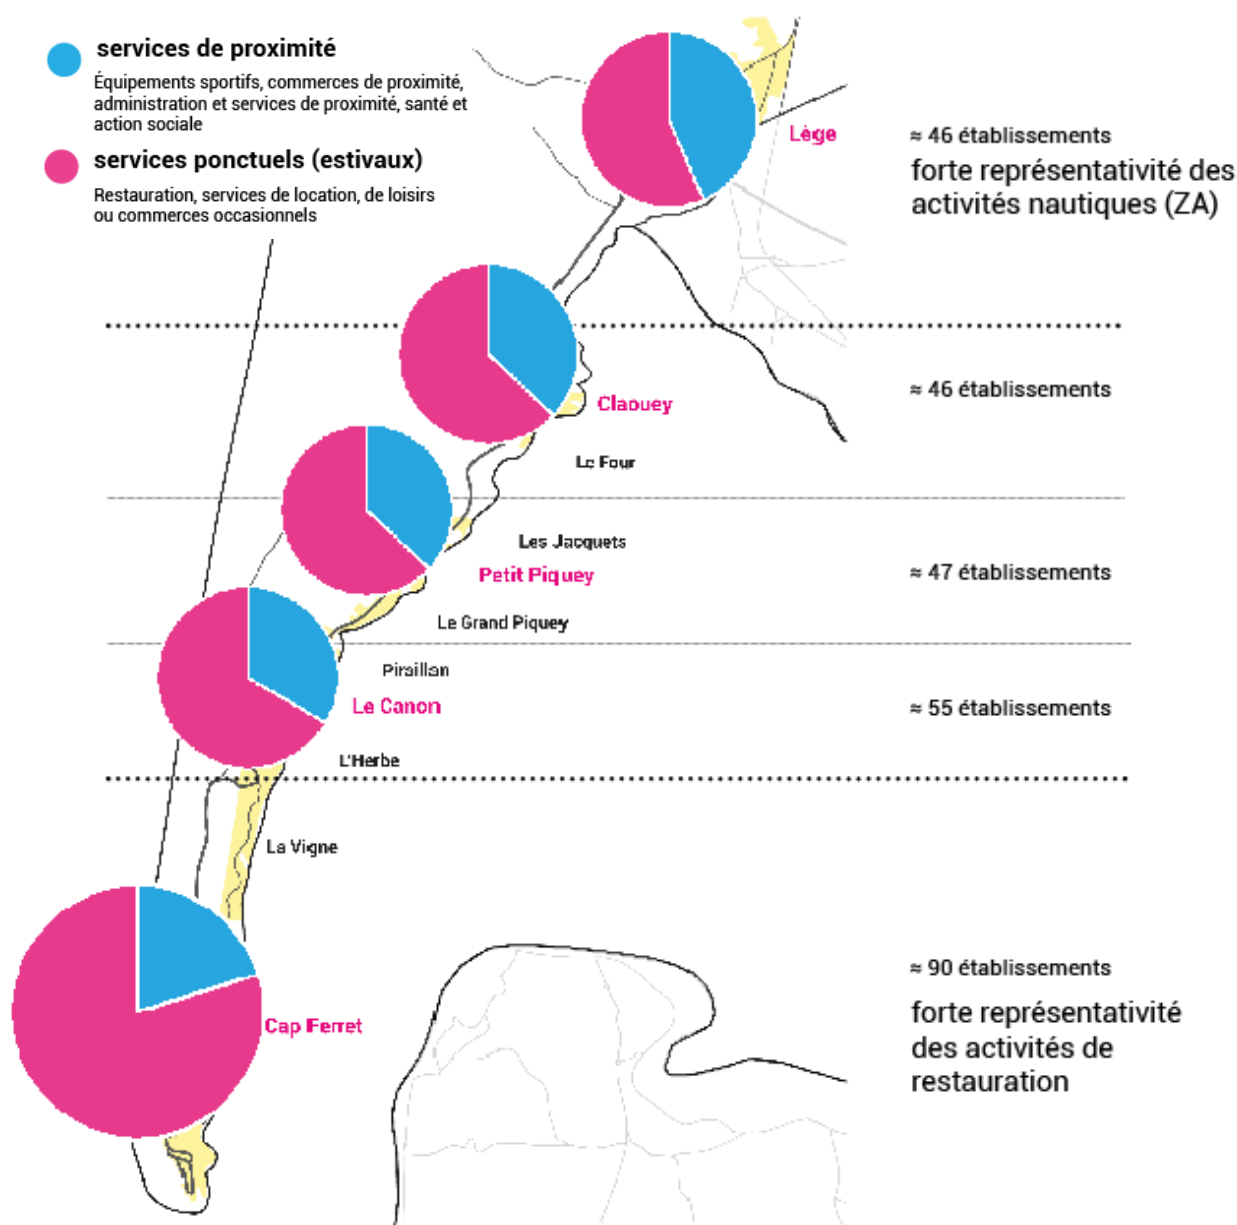 services de proximité
Équipements sportifs, commerces de proximité,
administration et services de proximité, santé et
action sociale
services ponctuels (estivaux)
Restauration, services de location, de loisirs
ou commerces occasionnels
Lège
≈ 46 établissements
forte représentativité des
activités nautiques (ZA)
Claouey
≈ 46 établissements
Le Four
Les Jacquets
Petit Piquey
≈ 47 établissements
Le Grand Piquey
Piraillan
Le Canon
≈ 55 établissements
L'Herbe
La Vigne
Cap Ferret
≈ 90 établissements
forte représentativité
des activités de
restauration